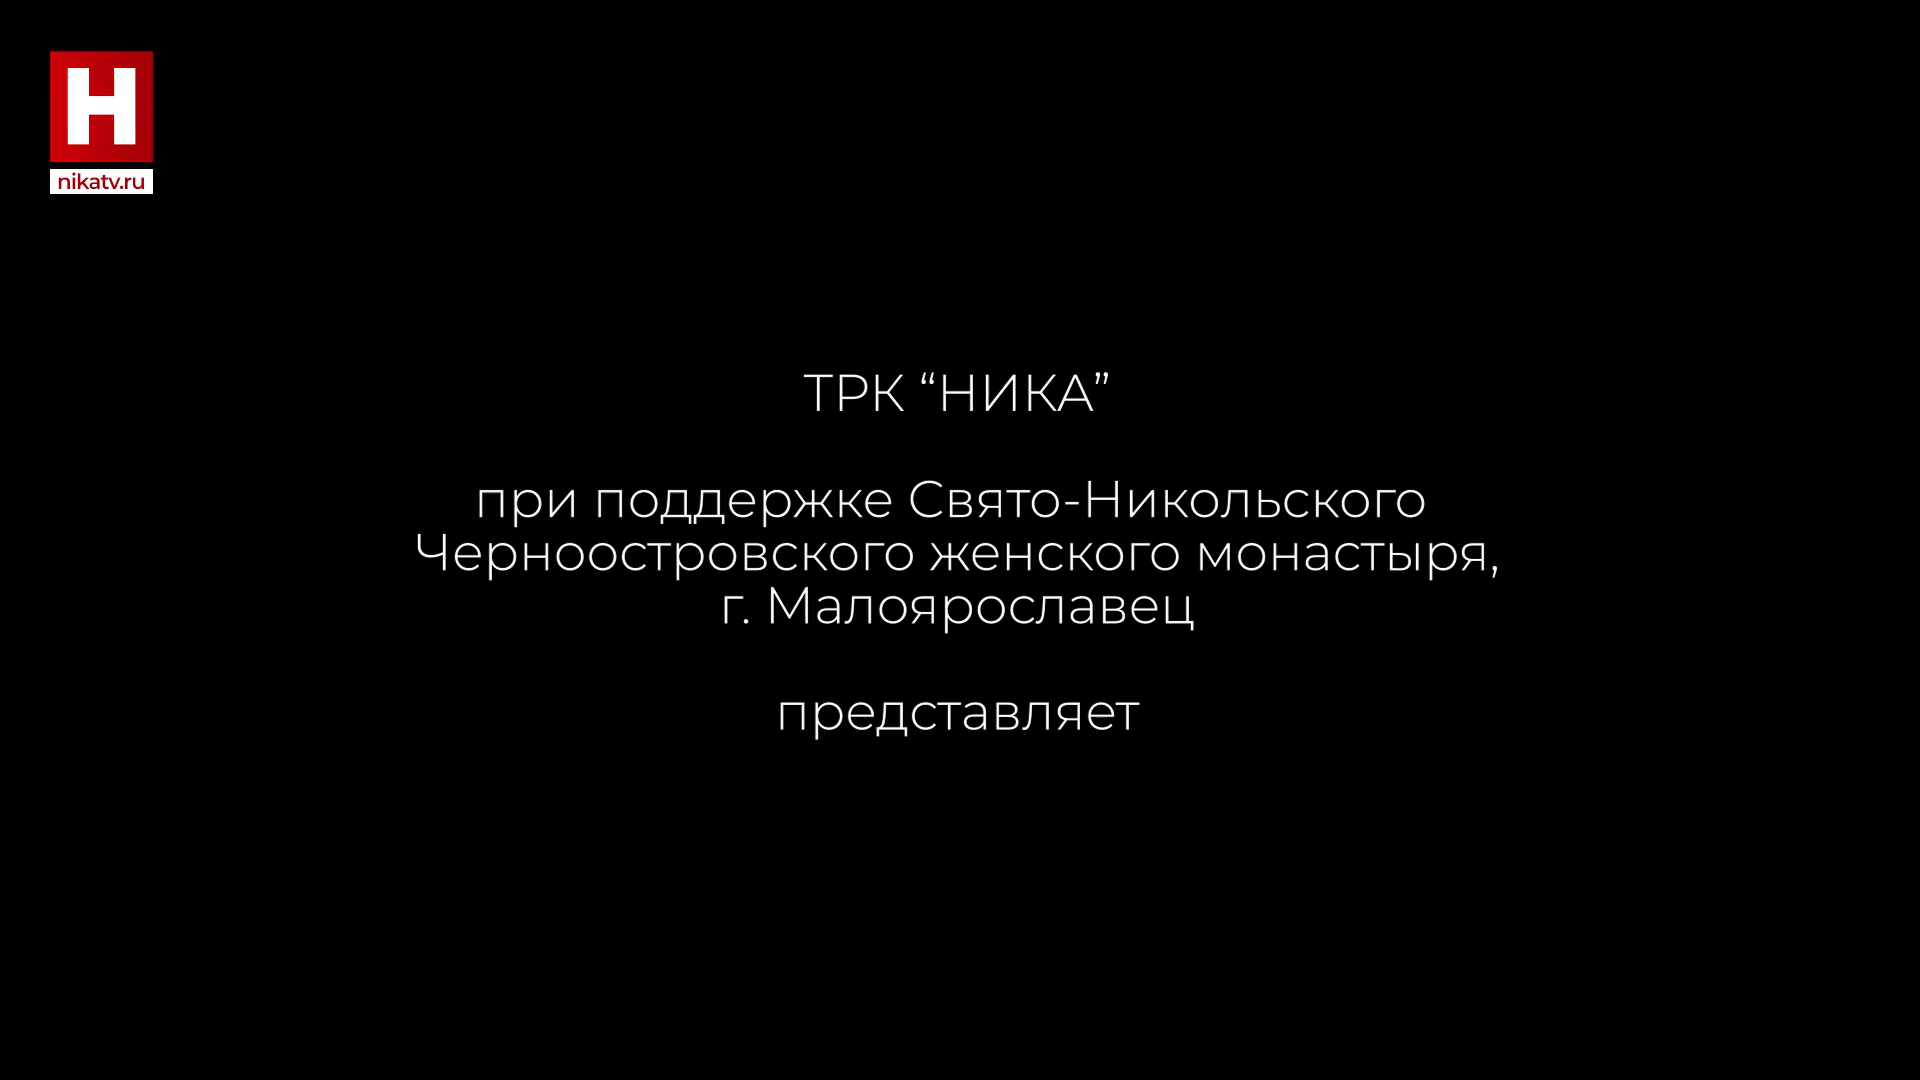 Н
nikatv.ru
ТРК “НИКА”
при поддержке Свято-Никольского
Черноостровского женского монастыря,
г. Малоярославец
представляет